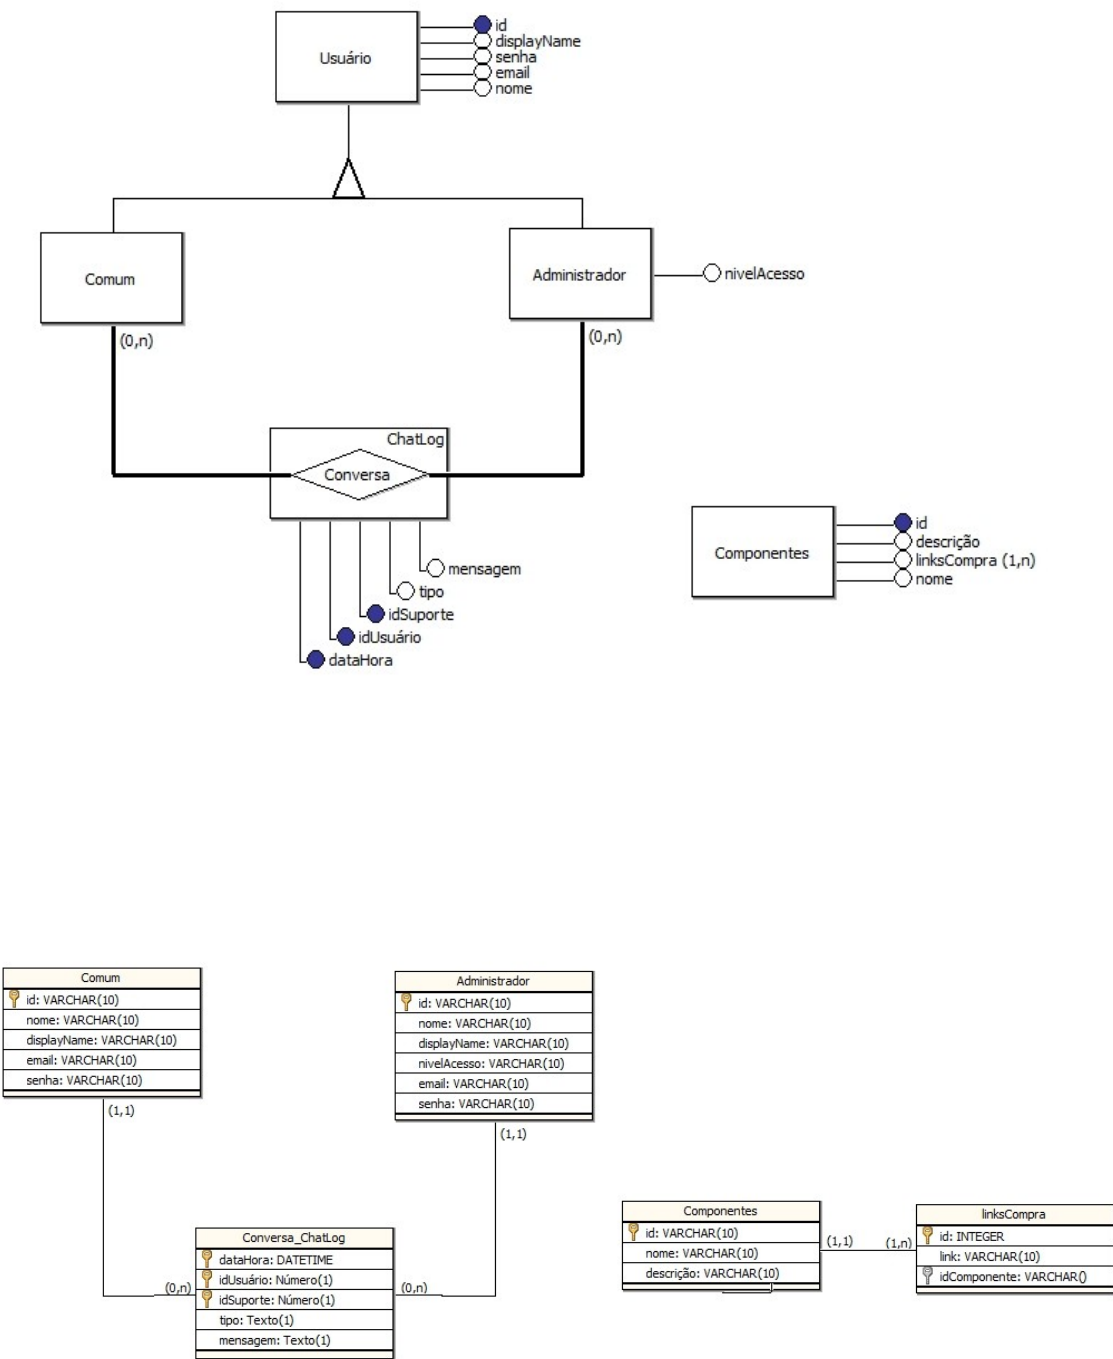 Usuário
id
displayName
senha
email
nome
Comum
Administrador
nivelAcesso
(0,n)
(0,n)
ChatLog
Conversa
mensagem
tipo
idSuporte
idUsuário
dataHora
Componentes
id
descrição
linksCompra (1,n)
nome
Comum
id: VARCHAR(10)
nome: VARCHAR(10)
displayName: VARCHAR(10)
email: VARCHAR(10)
senha: VARCHAR(10)
(1,1)
Administrador
id: VARCHAR(10)
nome: VARCHAR(10)
displayName: VARCHAR(10)
nivelAcesso: VARCHAR(10)
email: VARCHAR(10)
senha: VARCHAR(10)
(1,1)
Conversa_ChatLog
dataHora: DATETIME
idUsuário: Número(1)
idSuporte: Número(1)
tipo: Texto(1)
mensagem: Texto(1)
(0,n)
(0,n)
Componentes
id: VARCHAR(10)
nome: VARCHAR(10)
descrição: VARCHAR(10)
(1,1)
(1,n)
linksCompra
id: INTEGER
link: VARCHAR(10)
idComponente: VARCHAR()